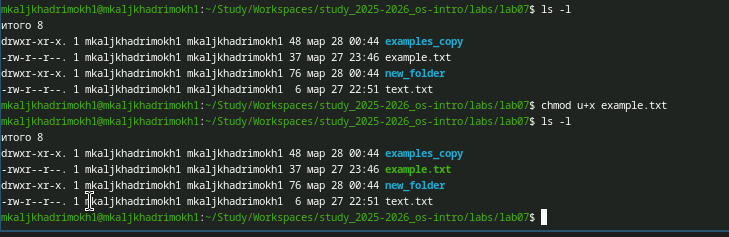 mkaljkhadrimokh1@mkaljkhadrimokh1:~/Study/Workspaces/study_2025-2026_os-intro/labs/lab07$ ls -l
итого 8
drwxr-xr-x. 1 mkaljkhadrimokh1 mkaljkhadrimokh1 48 мар 28 00:44 examples_copy
-rw-r--r--. 1 mkaljkhadrimokh1 mkaljkhadrimokh1 37 мар 27 23:46 example.txt
drwxr-xr-x. 1 mkaljkhadrimokh1 mkaljkhadrimokh1 76 мар 28 00:44 new_folder
-rw-r--r--. 1 mkaljkhadrimokh1 mkaljkhadrimokh1  6 мар 27 22:51 text.txt
mkaljkhadrimokh1@mkaljkhadrimokh1:~/Study/Workspaces/study_2025-2026_os-intro/labs/lab07$ chmod u+x example.txt
mkaljkhadrimokh1@mkaljkhadrimokh1:~/Study/Workspaces/study_2025-2026_os-intro/labs/lab07$ ls -l
итого 8
drwxr-xr-x. 1 mkaljkhadrimokh1 mkaljkhadrimokh1 48 мар 28 00:44 examples_copy
-rwxr--r--. 1 mkaljkhadrimokh1 mkaljkhadrimokh1 37 мар 27 23:46 example.txt
drwxr-xr-x. 1 mkaljkhadrimokh1 mkaljkhadrimokh1 76 мар 28 00:44 new_folder
-rw-r--r--. 1 mkaljkhadrimokh1 mkaljkhadrimokh1  6 мар 27 22:51 text.txt
mkaljkhadrimokh1@mkaljkhadrimokh1:~/Study/Workspaces/study_2025-2026_os-intro/labs/lab07$